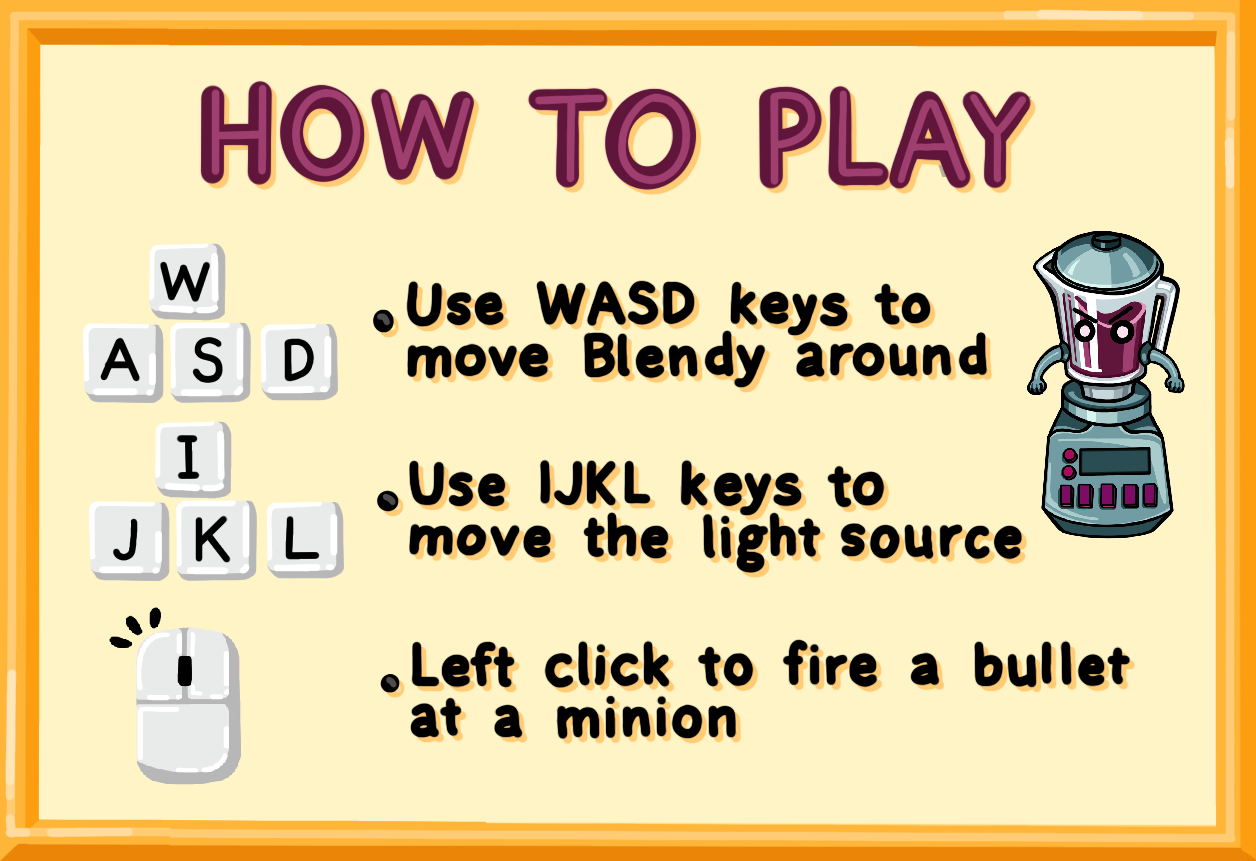 HOW TO PLAY
W
A S D
Use WASD keys to
move Blendy around
I
J K L
Use IJKL keys to
move the light source
Left click to fire a bullet
at a minion